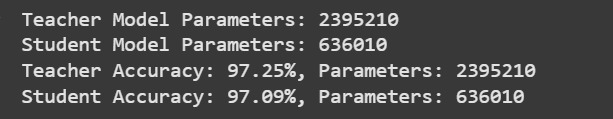 Teacher Model Parameters: 2395210
Student Model Parameters: 636010
Teacher Accuracy: 97.25%, Parameters: 2395210
Student Accuracy: 97.09%, Parameters: 636010